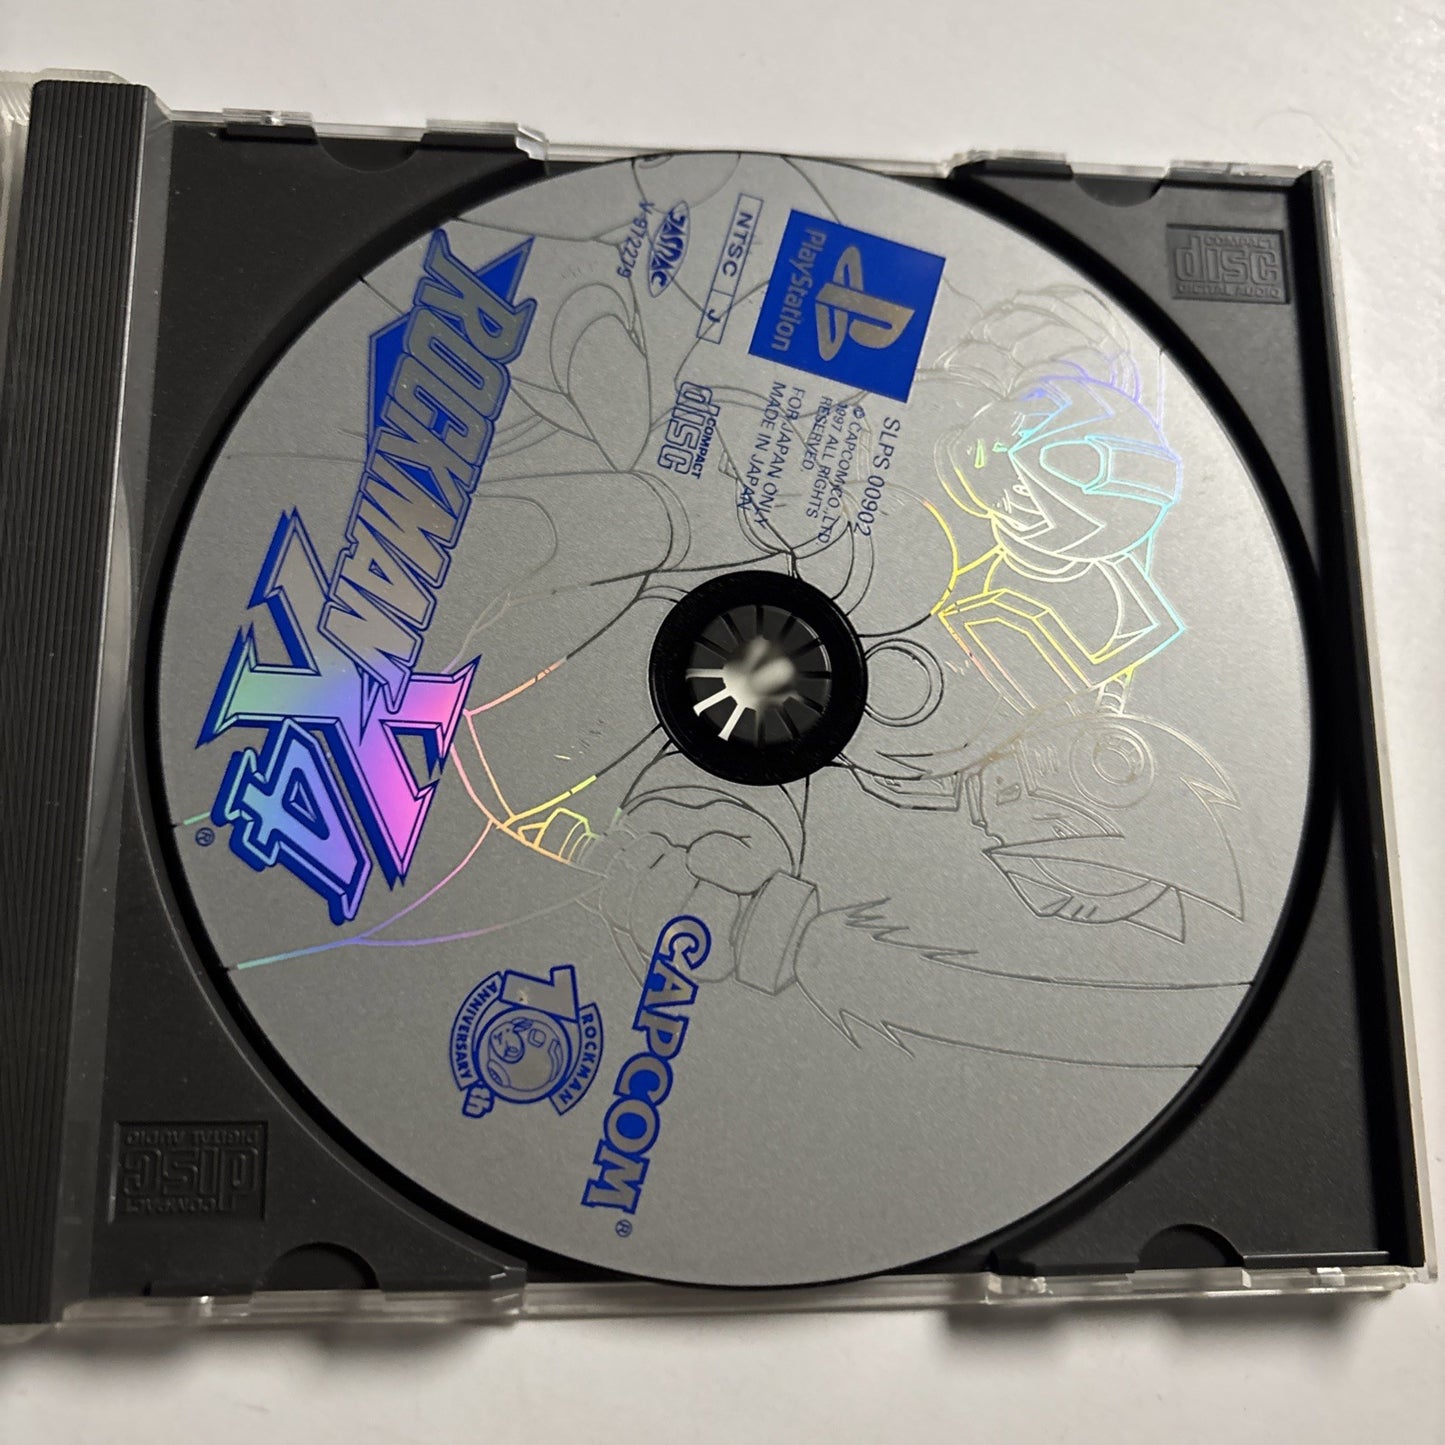 ROCKMAN
X4
®
V-97223
JASRAC
NTSC J
PlayStation
SLPS 00902
© CAPCOM CO.,LTD.
1997 ALL RIGHTS
RESERVED
FOR JAPAN ONLY
MADE IN JAPAN
COMPACT
disc
CAPCOM
®
10th
ROCKMAN
ANNIVERSARY
COMPACT
disc
DIGITAL AUDIO
COMPACT
disc
DIGITAL AUDIO